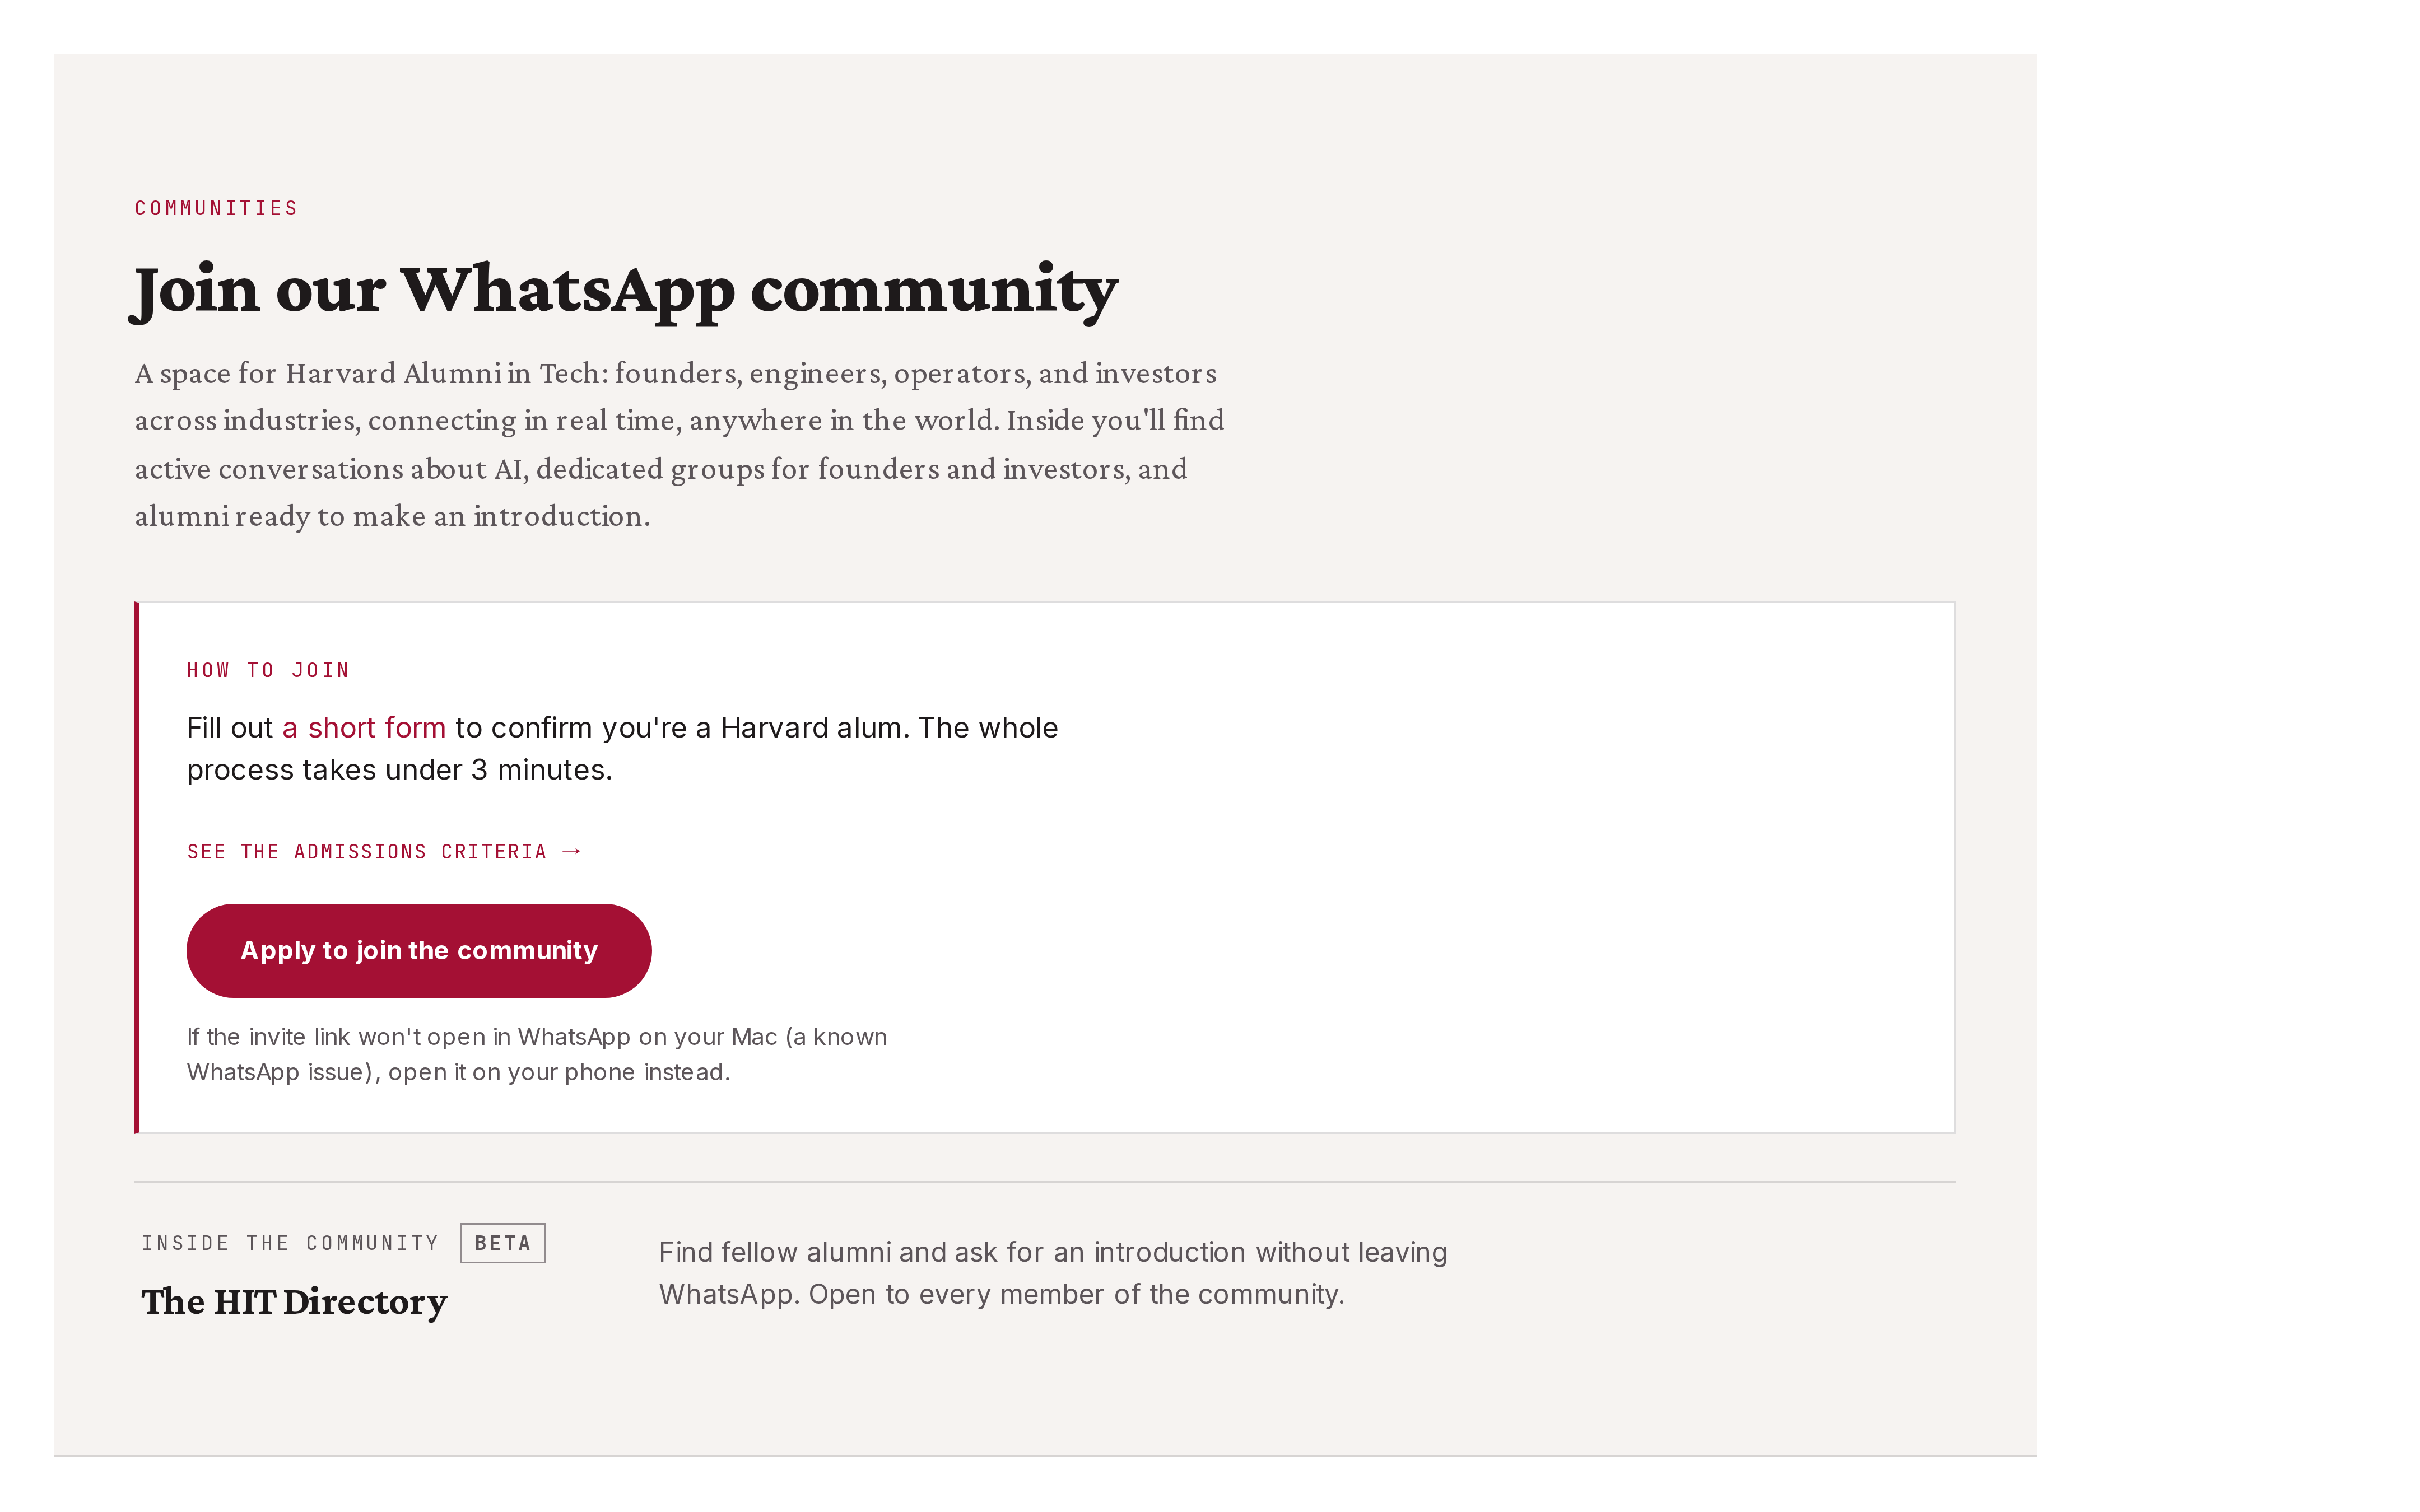 COMMUNITIES
Join our WhatsApp community
A space for Harvard Alumni in Tech: founders, engineers, operators, and investors
across industries, connecting in real time, anywhere in the world. Inside you'll find
active conversations about AI, dedicated groups for founders and investors, and
alumni ready to make an introduction.
HOW TO JOIN
Fill out a short form to confirm you're a Harvard alum. The whole
process takes under 3 minutes.
SEE THE ADMISSIONS CRITERIA →
Apply to join the community
If the invite link won't open in WhatsApp on your Mac (a known
WhatsApp issue), open it on your phone instead.
INSIDE THE COMMUNITY BETA
The HIT Directory
Find fellow alumni and ask for an introduction without leaving
WhatsApp. Open to every member of the community.